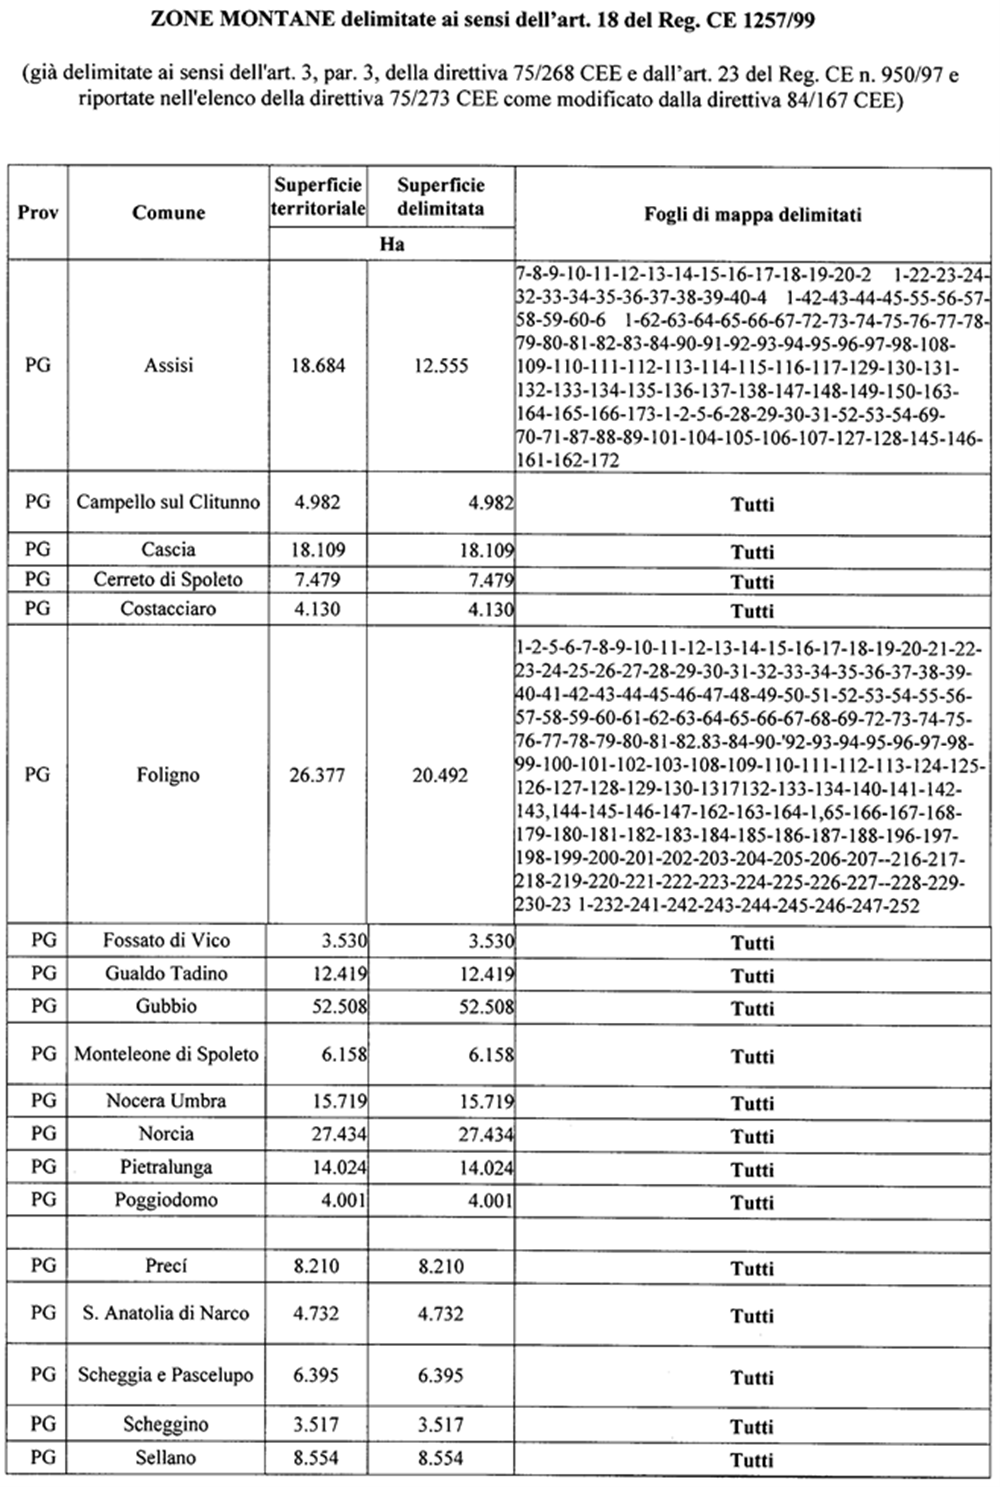 ZONE MONTANE delimitate ai sensi dell'art. 18 del Reg. CE 1257/99
(già delimitate ai sensi dell'art. 3, par. 3, della direttiva 75/268 CEE e dall'art. 23 del Reg. CE n. 950/97 e
riportate nell'elenco della direttiva 75/273 CEE come modificato dalla direttiva 84/167 CEE)
Prov Comune Superficie territoriale Superficie delimitata Fogli di mappa delimitati
Ha
PG Assisi 18.684 12.555
7-8-9-10-11-12-13-14-15-16-17-18-19-20-2 1-22-23-24-
32-33-34-35-36-37-38-39-40-4 1-42-43-44-45-55-56-57-
58-59-60-6 1-62-63-64-65-66-67-72-73-74-75-76-77-78-
79-80-81-82-83-84-90-91-92-93-94-95-96-97-98-108-
109-110-111-112-113-114-115-116-117-129-130-131-
132-133-134-135-136-137-138-147-148-149-150-163-
164-165-166-173-1-2-5-6-28-29-30-31-52-53-54-69-
70-71-87-88-89-101-104-105-106-107-127-128-145-146-
161-162-172
PG Campello sul Clitunno 4.982 4.982 Tutti
PG Cascia 18.109 18.109 Tutti
PG Cerreto di Spoleto 7.479 7.479 Tutti
PG Costacciaro 4.130 4.130 Tutti
PG Foligno 26.377 20.492
1-2-5-6-7-8-9-10-11-12-13-14-15-16-17-18-19-20-21-22-
23-24-25-26-27-28-29-30-31-32-33-34-35-36-37-38-39-
40-41-42-43-44-45-46-47-48-49-50-51-52-53-54-55-56-
57-58-59-60-61-62-63-64-65-66-67-68-69-72-73-74-75-
76-77-78-79-80-81-82.83-84-90-'92-93-94-95-96-97-98-
99-100-101-102-103-108-109-110-111-112-113-124-125-
126-127-128-129-130-1317132-133-134-140-141-142-
143,144-145-146-147-162-163-164-1,65-166-167-168-
179-180-181-182-183-184-185-186-187-188-196-197-
198-199-200-201-202-203-204-205-206-207--216-217-
218-219-220-221-222-223-224-225-226-227--228-229-
230-23 1-232-241-242-243-244-245-246-247-252
PG Fossato di Vico 3.530 3.530 Tutti
PG Gualdo Tadino 12.419 12.419 Tutti
PG Gubbio 52.508 52.508 Tutti
PG Monteleone di Spoleto 6.158 6.158 Tutti
PG Nocera Umbra 15.719 15.719 Tutti
PG Norcia 27.434 27.434 Tutti
PG Pietralunga 14.024 14.024 Tutti
PG Poggiodomo 4.001 4.001 Tutti
PG Precí 8.210 8.210 Tutti
PG S. Anatolia di Narco 4.732 4.732 Tutti
PG Scheggia e Pascelupo 6.395 6.395 Tutti
PG Scheggino 3.517 3.517 Tutti
PG Sellano 8.554 8.554 Tutti